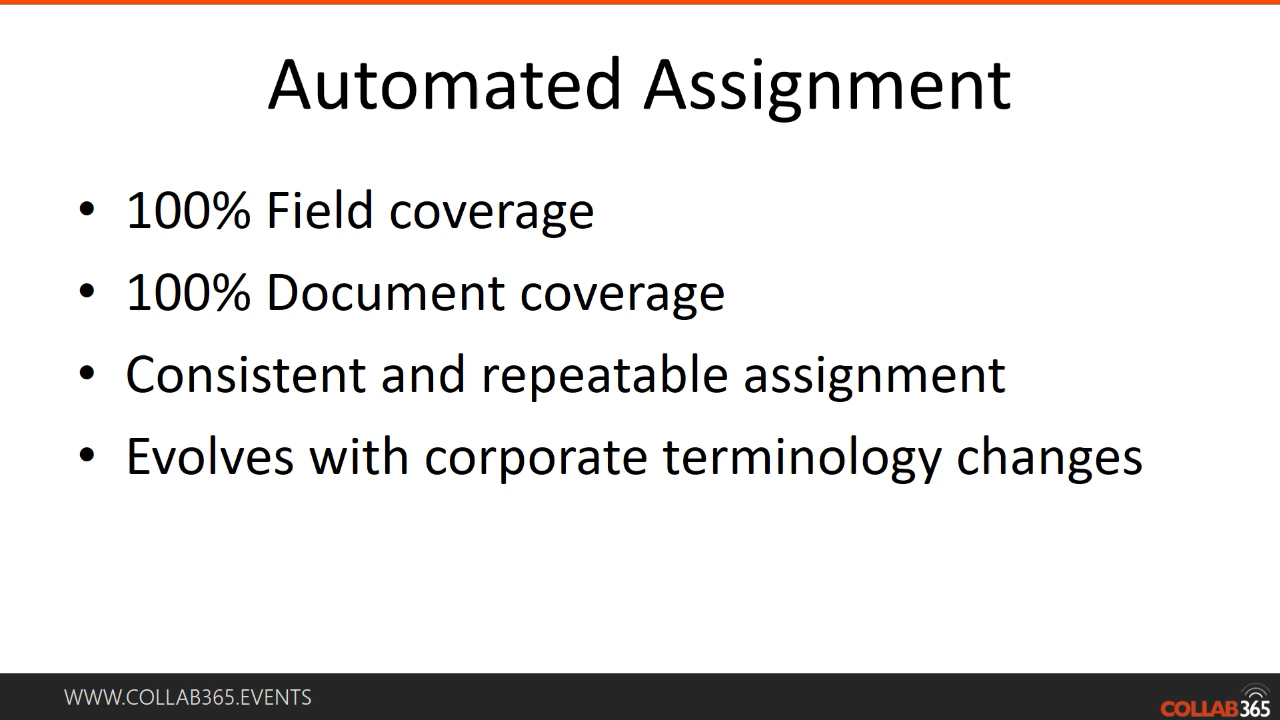 Automated Assignment
• 100% Field coverage
• 100% Document coverage
• Consistent and repeatable assignment
• Evolves with corporate terminology changes
WWW.COLLAB365.EVENTS
COLLAB365